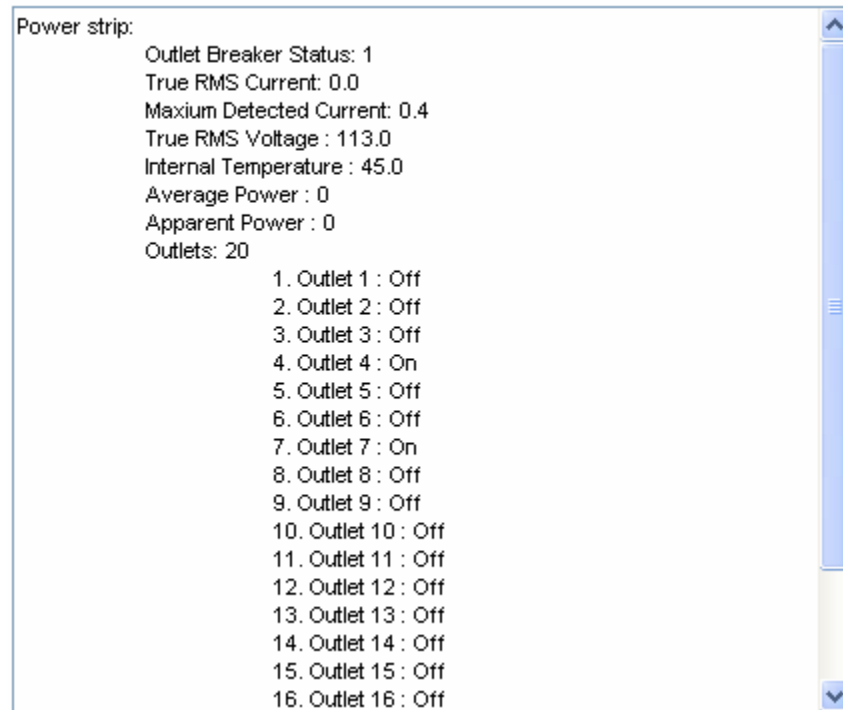 Power strip:
Outlet Breaker Status: 1
True RMS Current: 0.0
Maxium Detected Current: 0.4
True RMS Voltage : 113.0
Internal Temperature : 45.0
Average Power : 0
Apparent Power : 0
Outlets: 20
1. Outlet 1 : Off
2. Outlet 2 : Off
3. Outlet 3 : Off
4. Outlet 4 : On
5. Outlet 5 : Off
6. Outlet 6 : Off
7. Outlet 7 : On
8. Outlet 8 : Off
9. Outlet 9 : Off
10. Outlet 10 : Off
11. Outlet 11 : Off
12. Outlet 12 : Off
13. Outlet 13 : Off
14. Outlet 14 : Off
15. Outlet 15 : Off
16. Outlet 16 : Off